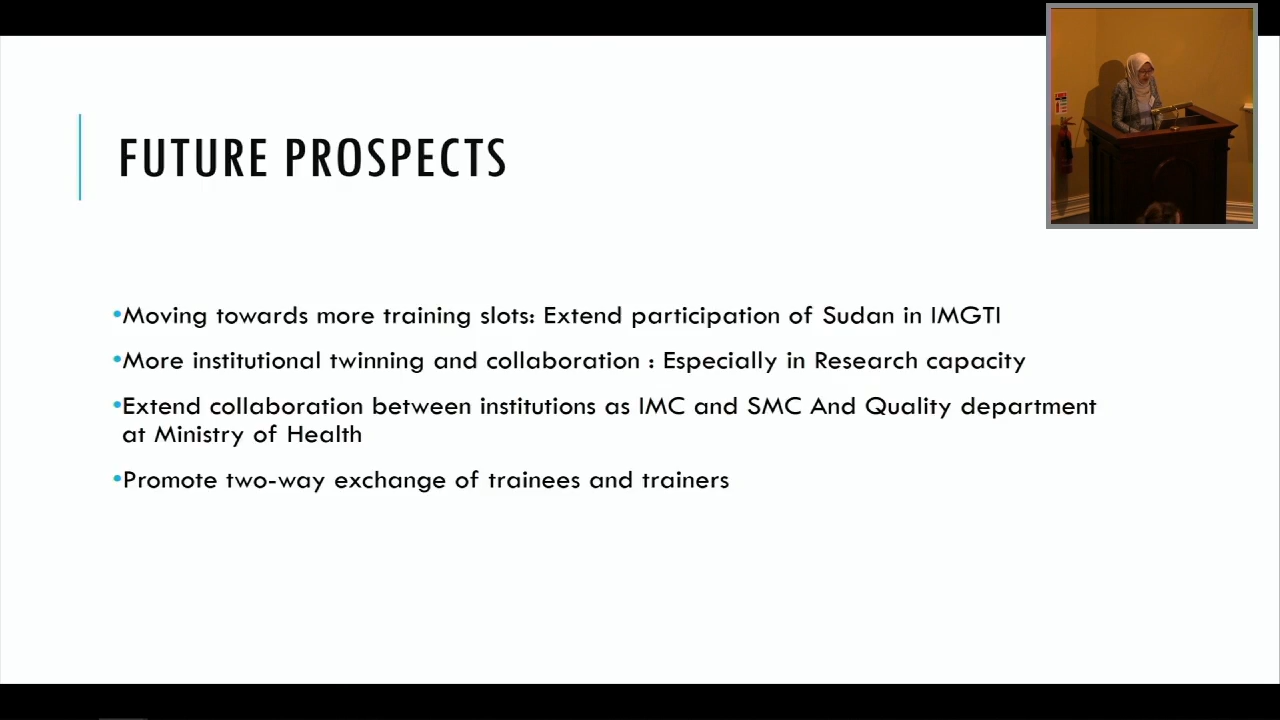 FUTURE PROSPECTS
•Moving towards more training slots: Extend participation of Sudan in IMGTI
•More institutional twinning and collaboration : Especially in Research capacity
•Extend collaboration between institutions as IMC and SMC And Quality department
at Ministry of Health
•Promote two-way exchange of trainees and trainers